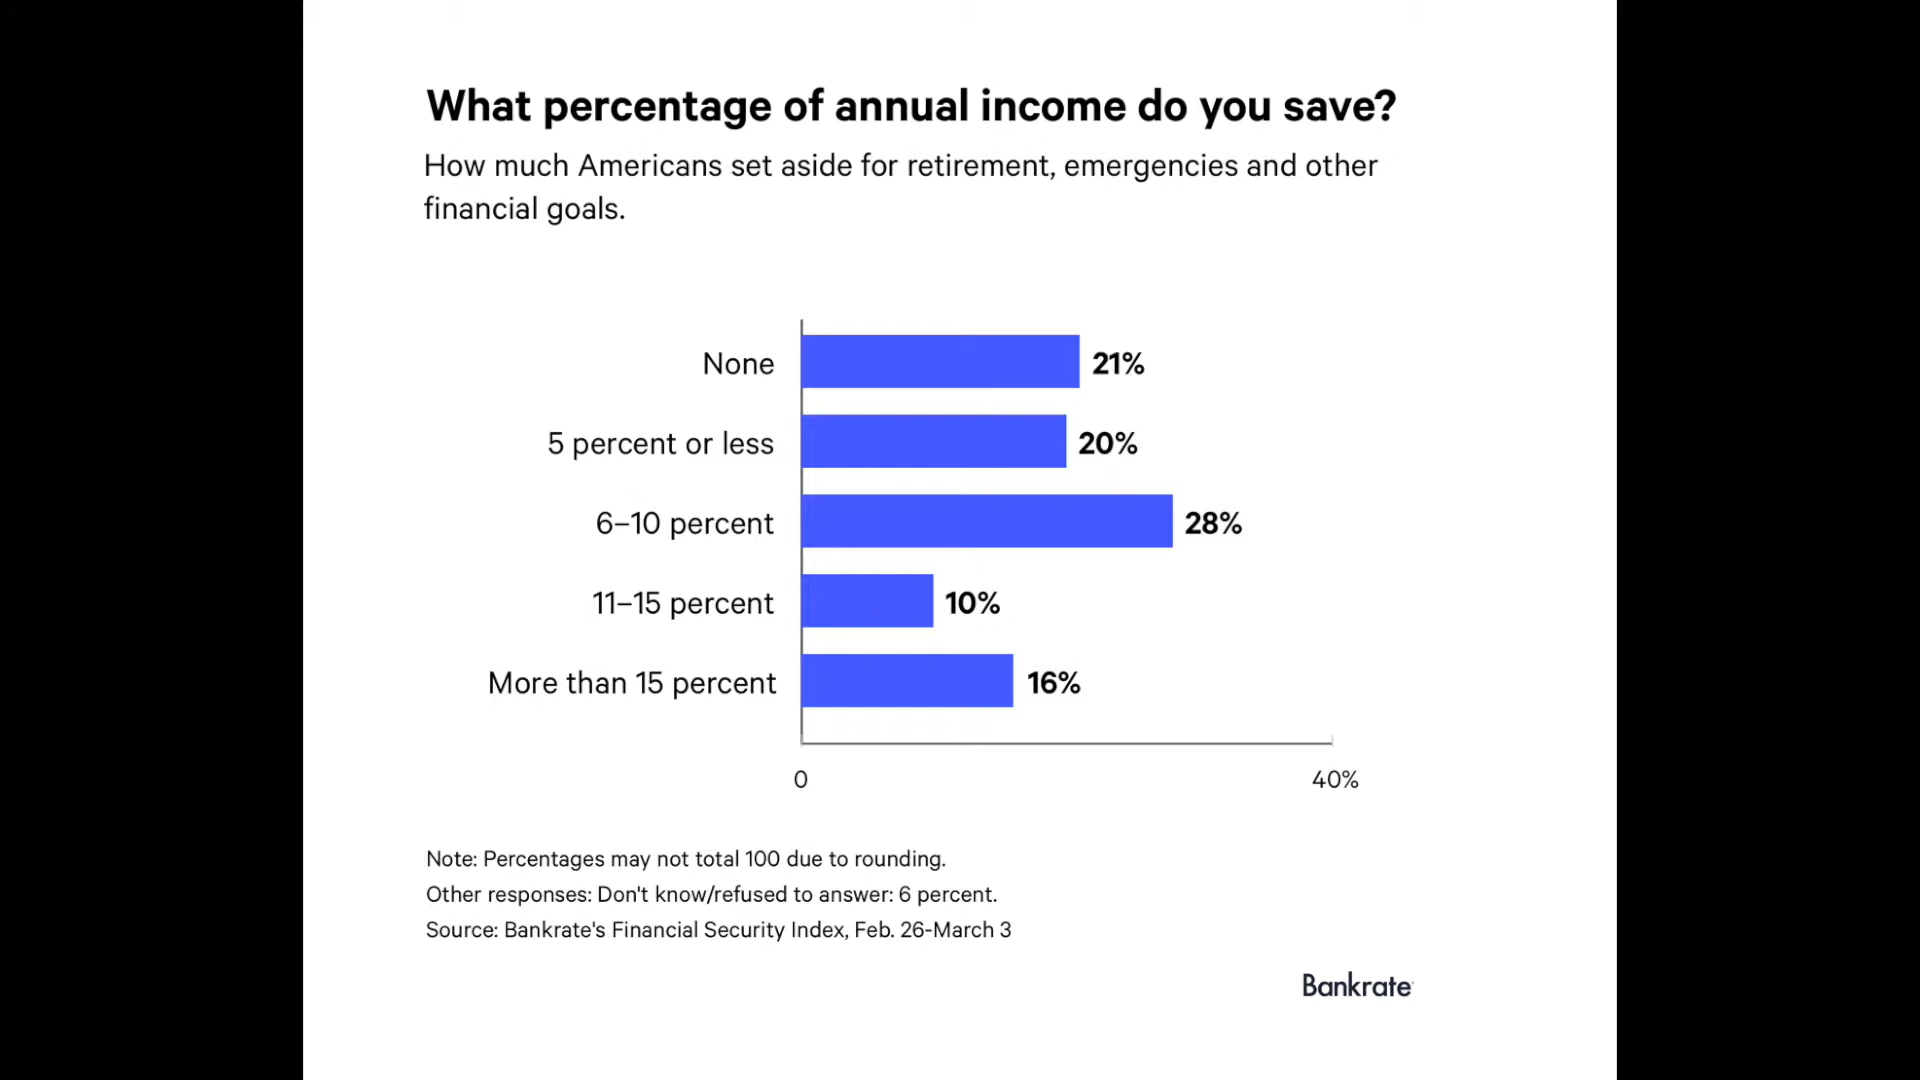 What percentage of annual income do you save?
How much Americans set aside for retirement, emergencies and other
financial goals.
None 21%
5 percent or less 20%
6–10 percent 28%
11–15 percent 10%
More than 15 percent 16%
0 40%
Note: Percentages may not total 100 due to rounding.
Other responses: Don't know/refused to answer: 6 percent.
Source: Bankrate's Financial Security Index, Feb. 26-March 3
Bankrate